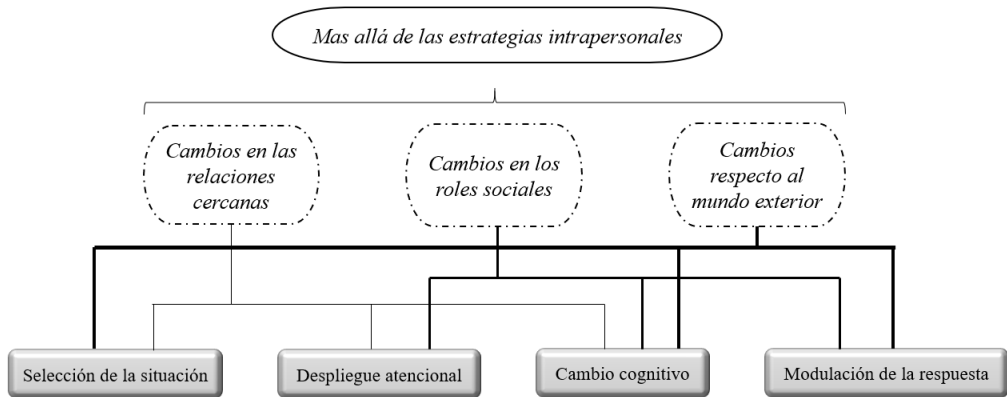 Mas allá de las estrategias intrapersonales
Cambios en las
relaciones
cercanas
Cambios en los
roles sociales
Cambios
respecto al
mundo exterior
Selección de la situación
Despliegue atencional
Cambio cognitivo
Modulación de la respuesta